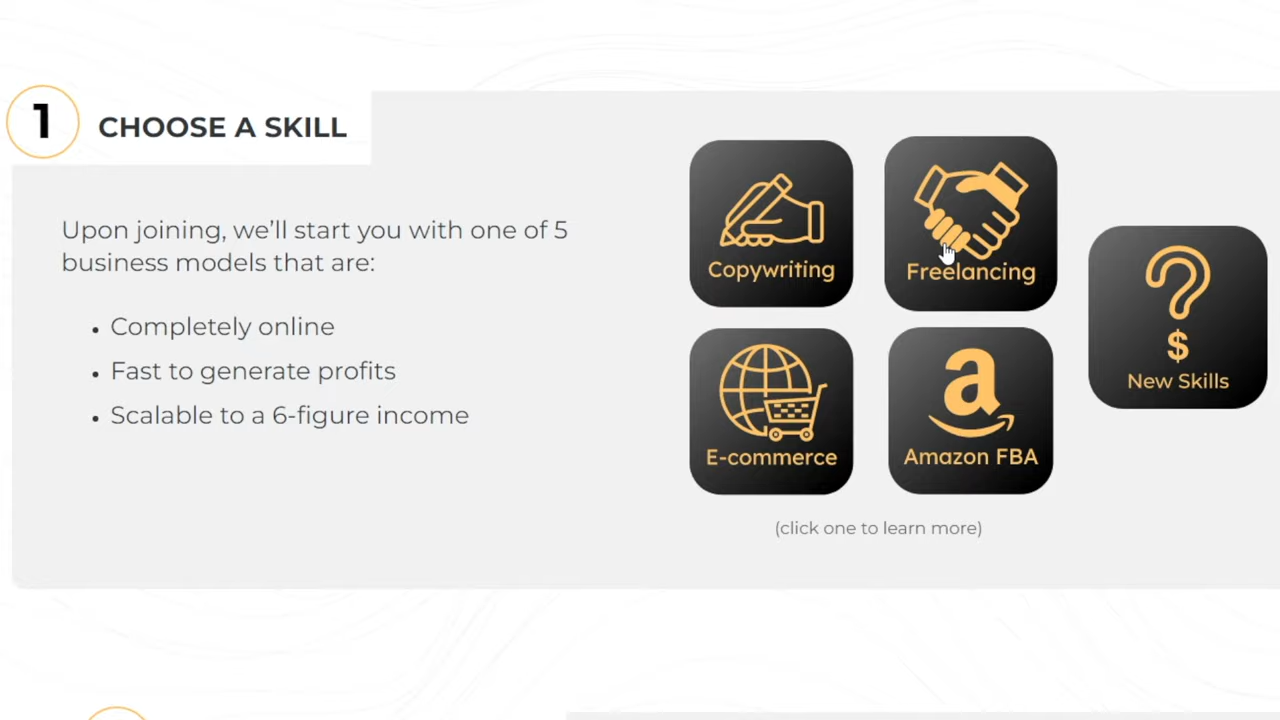 1
CHOOSE A SKILL
Upon joining, we'll start you with one of 5
business models that are:
• Completely online
• Fast to generate profits
• Scalable to a 6-figure income
Copywriting
Freelancing
E-commerce
a
Amazon FBA
?
$
New Skills
(click one to learn more)